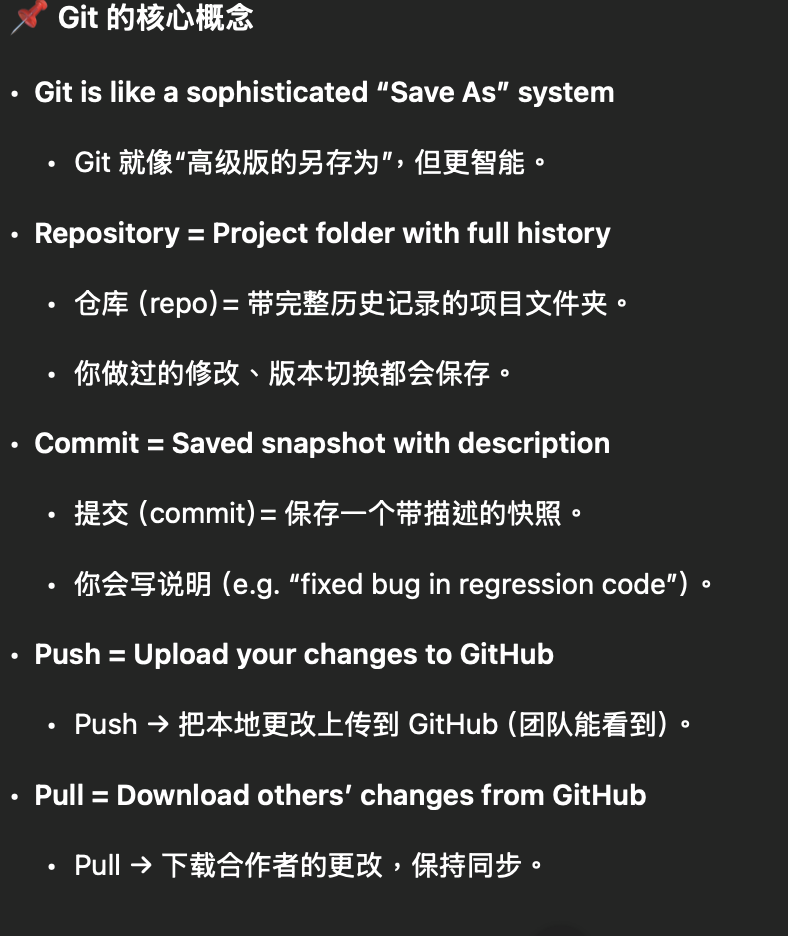 📌 Git 的核心概念
• Git is like a sophisticated “Save As” system
• Git 就像“高级版的另存为”，但更智能。
• Repository = Project folder with full history
• 仓库 (repo)= 带完整历史记录的项目文件夹。
• 你做过的修改、版本切换都会保存。
• Commit = Saved snapshot with description
• 提交 (commit)= 保存一个带描述的快照。
• 你会写说明 (e.g. “fixed bug in regression code”) 。
• Push = Upload your changes to GitHub
• Push → 把本地更改上传到 GitHub (团队能看到) 。
• Pull = Download others’ changes from GitHub
• Pull → 下载合作者的更改，保持同步。